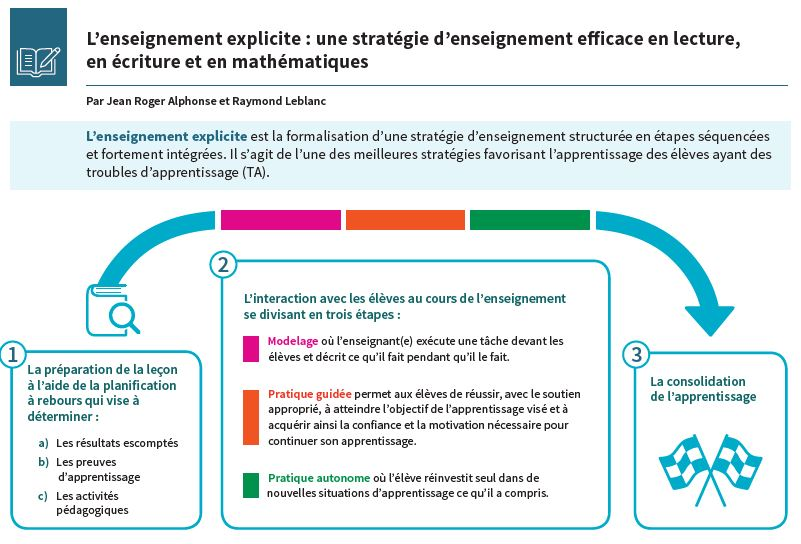 L’enseignement explicite : une stratégie d’enseignement efficace en lecture,
en écriture et en mathématiques
Par Jean Roger Alphonse et Raymond Leblanc
L’enseignement explicite est la formalisation d’une stratégie d’enseignement structurée en étapes séquencées
et fortement intégrées. Il s’agit de l’une des meilleures stratégies favorisant l’apprentissage des élèves ayant des
troubles d’apprentissage (TA).
1
La préparation de la leçon
à l’aide de la planification
à rebours qui vise à
déterminer :
a) Les résultats escomptés
b) Les preuves
d’apprentissage
c) Les activités
pédagogiques
2
L’interaction avec les élèves au cours de l’enseignement
se divisant en trois étapes :
Modelage où l’enseignant(e) exécute une tâche devant les
élèves et décrit ce qu’il fait pendant qu’il le fait.
Pratique guidée permet aux élèves de réussir, avec le soutien
approprié, à atteindre l’objectif de l’apprentissage visé et à
acquérir ainsi la confiance et la motivation nécessaire pour
continuer son apprentissage.
Pratique autonome où l’élève réinvestit seul dans de
nouvelles situations d’apprentissage ce qu’il a compris.
3
La consolidation
de l’apprentissage